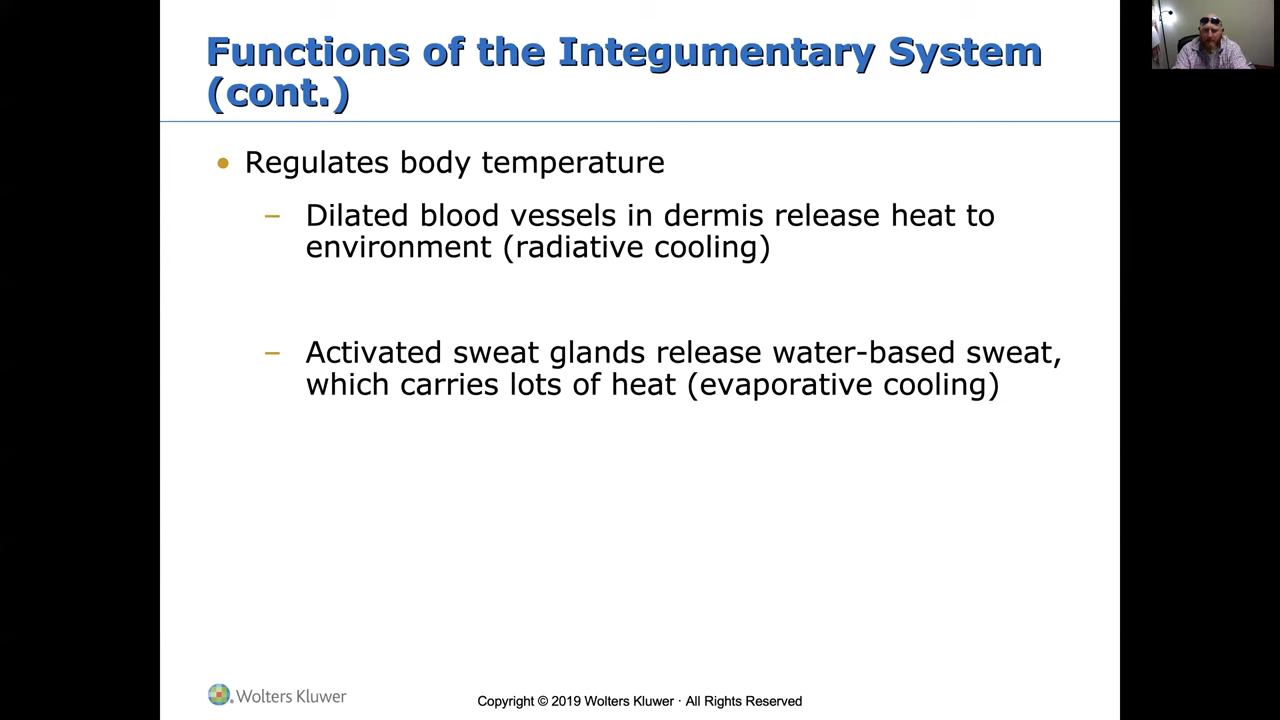 Functions of the Integumentary System
(cont.)
• Regulates body temperature
– Dilated blood vessels in dermis release heat to
environment (radiative cooling)
– Activated sweat glands release water-based sweat,
which carries lots of heat (evaporative cooling)
Wolters Kluwer
Copyright © 2019 Wolters Kluwer · All Rights Reserved